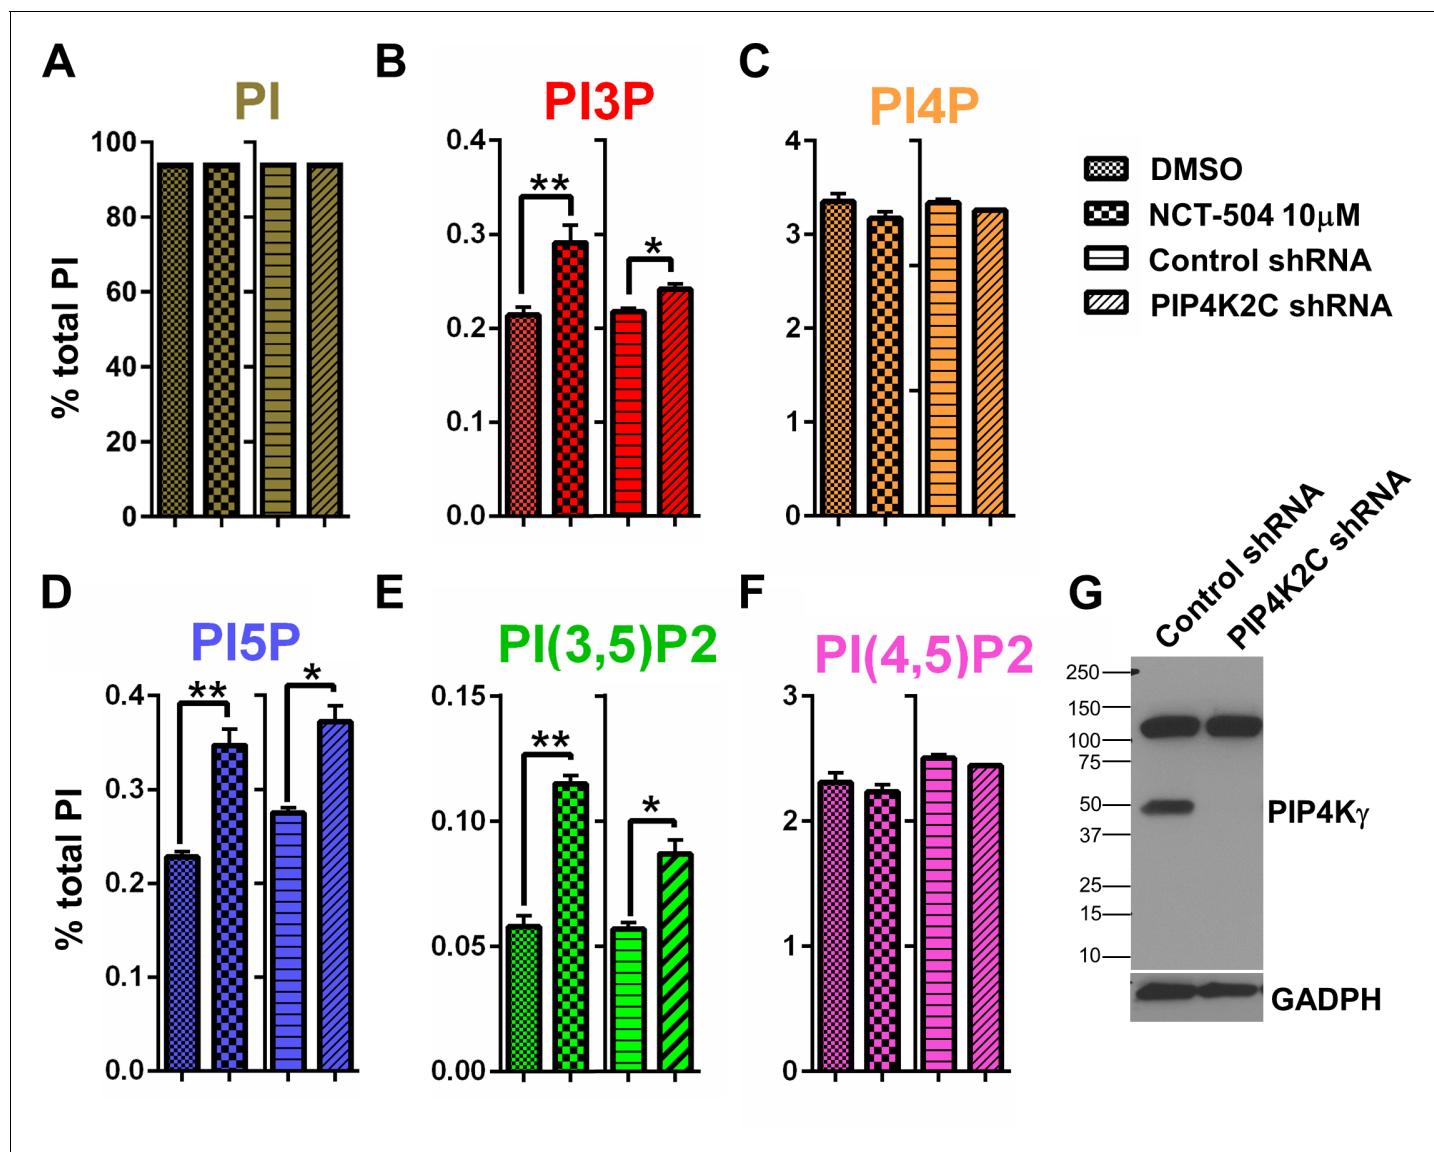 A
PI
% total PI
100
80
60
40
20
0
B
PI3P
**
*
0.4
0.3
0.2
0.1
0.0
C
PI4P
4
3
2
1
0
DMSO
NCT-504 10μM
Control shRNA
PIP4K2C shRNA
D
PI5P
**
*
% total PI
0.4
0.3
0.2
0.1
0.0
E
PI(3,5)P2
**
*
0.15
0.10
0.05
0.00
F
PI(4,5)P2
3
2
1
0
G
Control shRNA
PIP4K2C shRNA
250
150
100
75
50
37
25
15
10
PIP4Kγ
GADPH